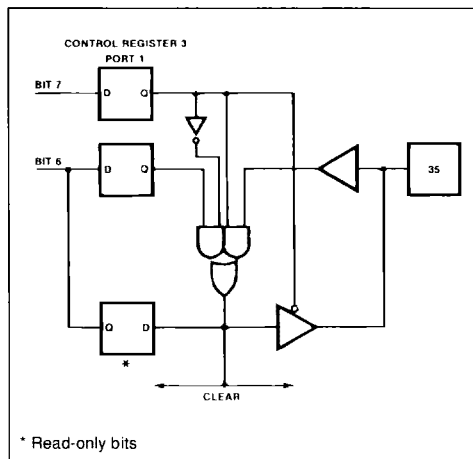 CONTROL REGISTER 3
PORT 1
BIT 7
D
Q
BIT 6
D
Q
35
Q
D
*
CLEAR
* Read-only bits